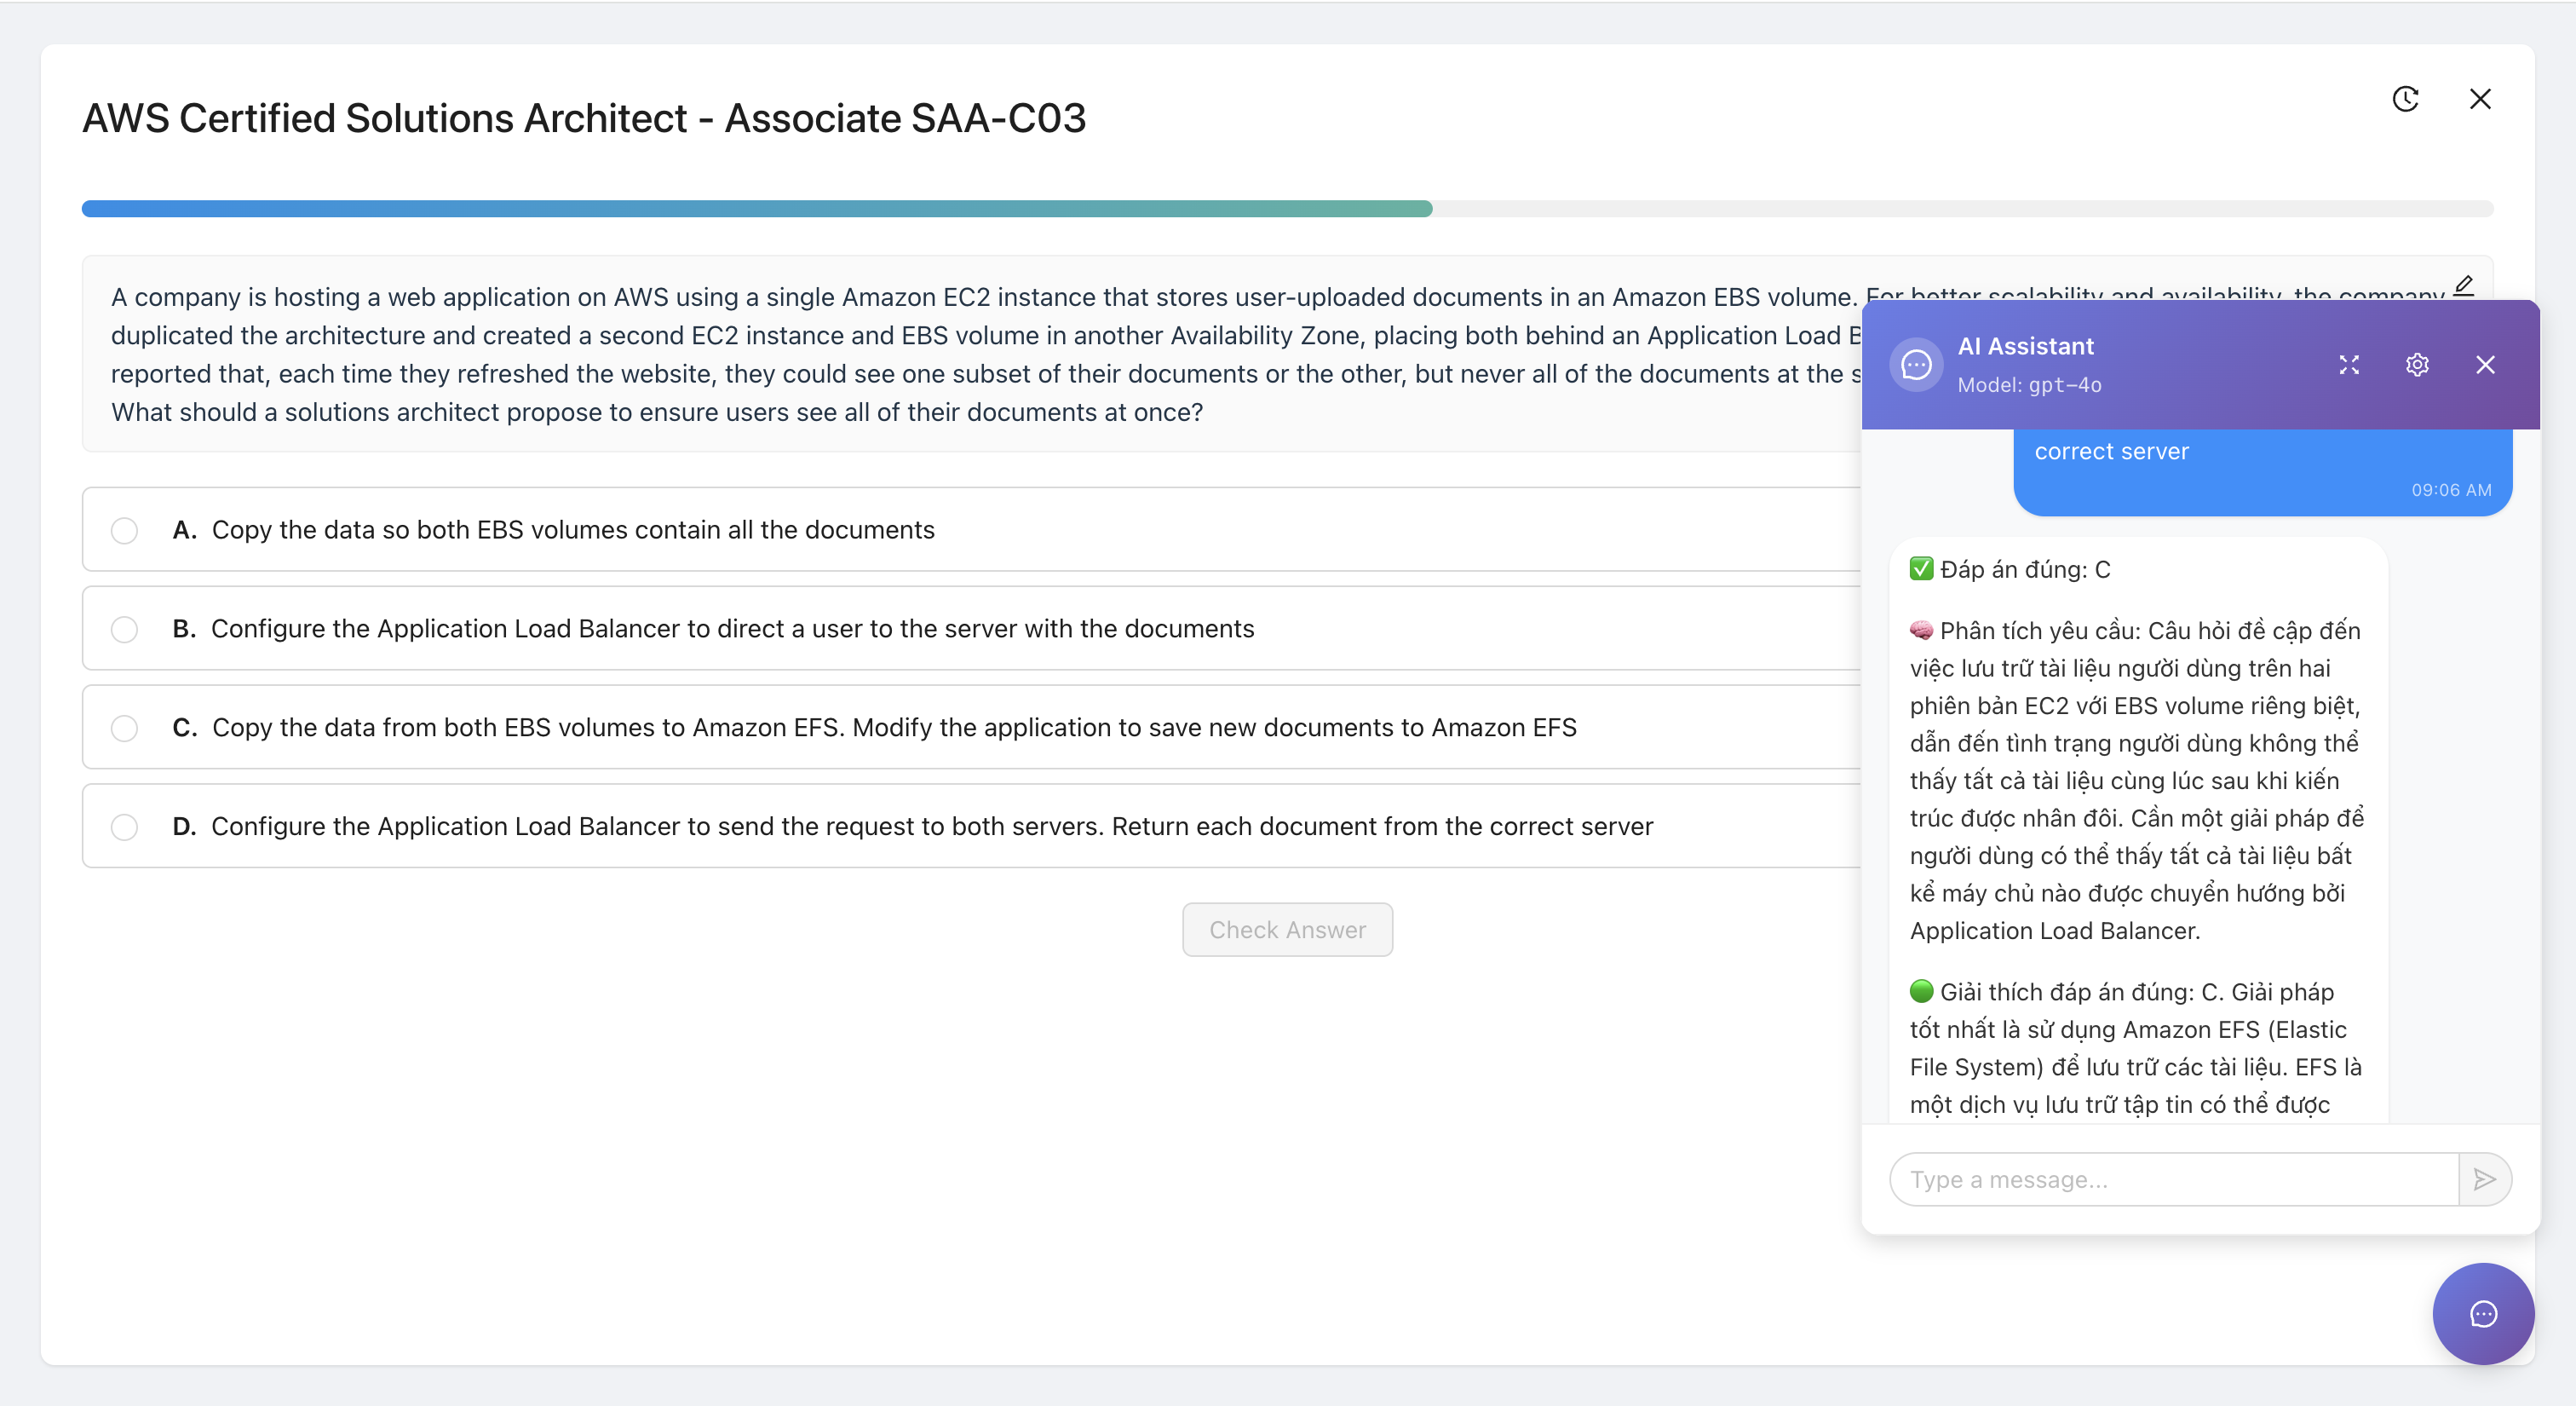 AWS Certified Solutions Architect - Associate SAA-C03
A company is hosting a web application on AWS using a single Amazon EC2 instance that stores user-uploaded documents in an Amazon EBS volume. For better scalability and availability, the company
duplicated the architecture and created a second EC2 instance and EBS volume in another Availability Zone, placing both behind an Application Load B
reported that, each time they refreshed the website, they could see one subset of their documents or the other, but never all of the documents at the s
What should a solutions architect propose to ensure users see all of their documents at once?
A. Copy the data so both EBS volumes contain all the documents
B. Configure the Application Load Balancer to direct a user to the server with the documents
C. Copy the data from both EBS volumes to Amazon EFS. Modify the application to save new documents to Amazon EFS
D. Configure the Application Load Balancer to send the request to both servers. Return each document from the correct server
Check Answer
AI Assistant
Model: gpt-4o
correct server
09:06 AM
✅ Đáp án đúng: C
🧠 Phân tích yêu cầu: Câu hỏi đề cập đến
việc lưu trữ tài liệu người dùng trên hai
phiên bản EC2 với EBS volume riêng biệt,
dẫn đến tình trạng người dùng không thể
thấy tất cả tài liệu cùng lúc sau khi kiến
trúc được nhân đôi. Cần một giải pháp để
người dùng có thể thấy tất cả tài liệu bất
kể máy chủ nào được chuyển hướng bởi
Application Load Balancer.
🟢 Giải thích đáp án đúng: C. Giải pháp
tốt nhất là sử dụng Amazon EFS (Elastic
File System) để lưu trữ các tài liệu. EFS là
một dịch vụ lưu trữ tập tin có thể được
Type a message...